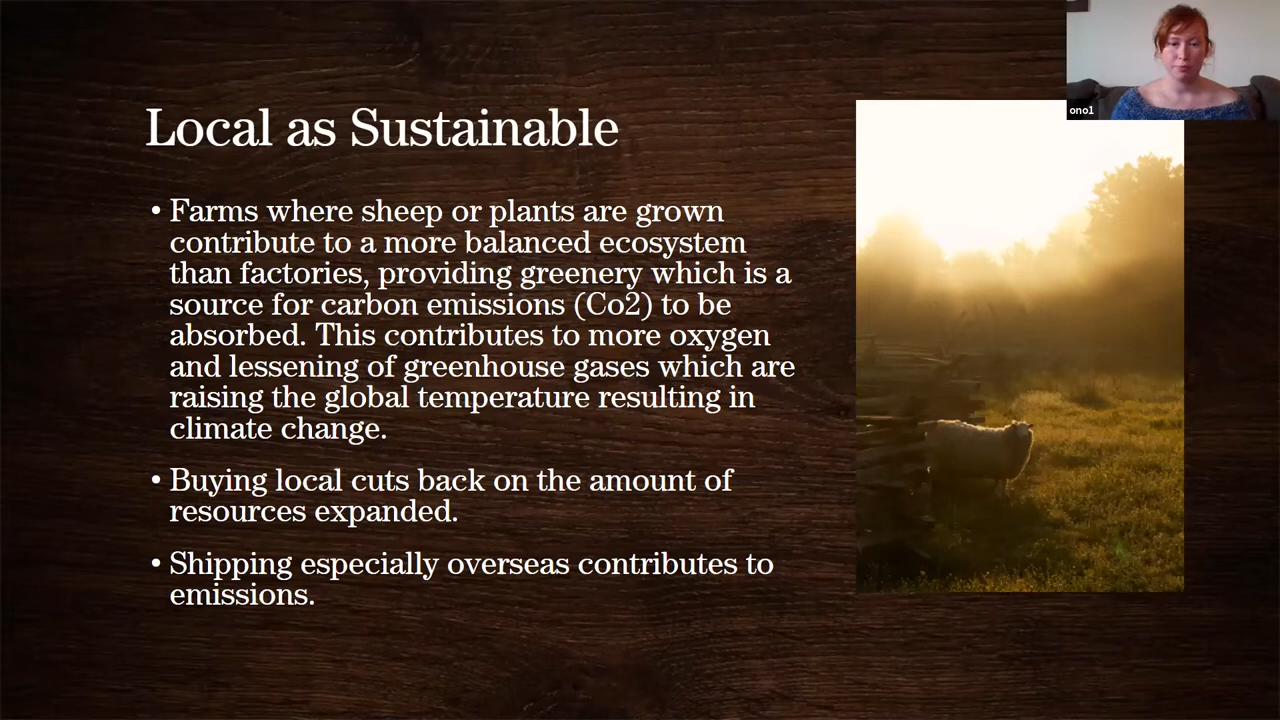 ono1
Local as Sustainable
• Farms where sheep or plants are grown
contribute to a more balanced ecosystem
than factories, providing greenery which is a
source for carbon emissions (Co2) to be
absorbed. This contributes to more oxygen
and lessening of greenhouse gases which are
raising the global temperature resulting in
climate change.
• Buying local cuts back on the amount of
resources expanded.
• Shipping especially overseas contributes to
emissions.